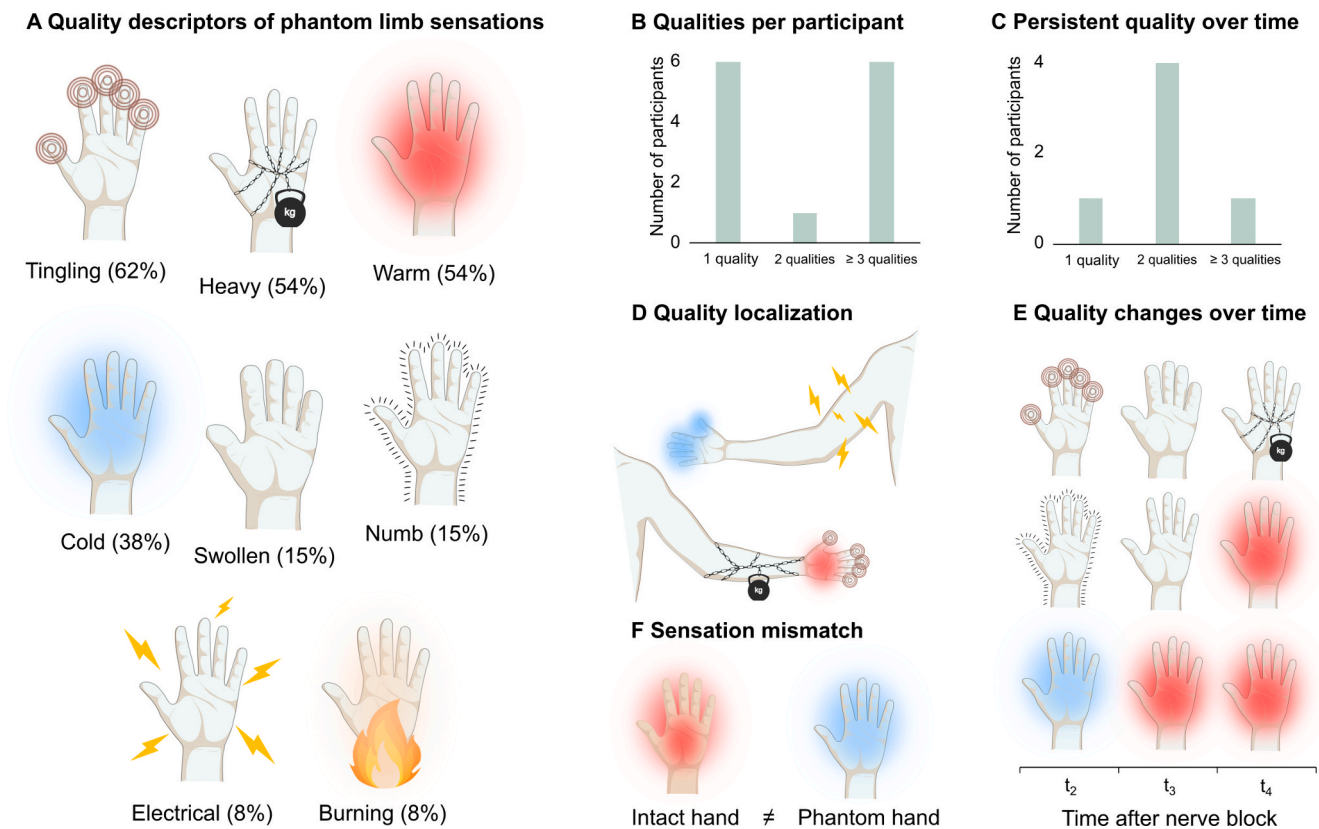 A Quality descriptors of phantom limb sensations
Tingling (62%)
kg
Heavy (54%)
Warm (54%)
Cold (38%)
Swollen (15%)
Numb (15%)
Electrical (8%)
Burning (8%)
B Qualities per participant
Number of participants
6
4
2
0
1 quality
2 qualities
≥ 3 qualities
C Persistent quality over time
Number of participants
4
2
0
1 quality
2 qualities
≥ 3 qualities
D Quality localization
kg
E Quality changes over time
kg
t2
t3
t4
Time after nerve block
F Sensation mismatch
Intact hand ≠ Phantom hand